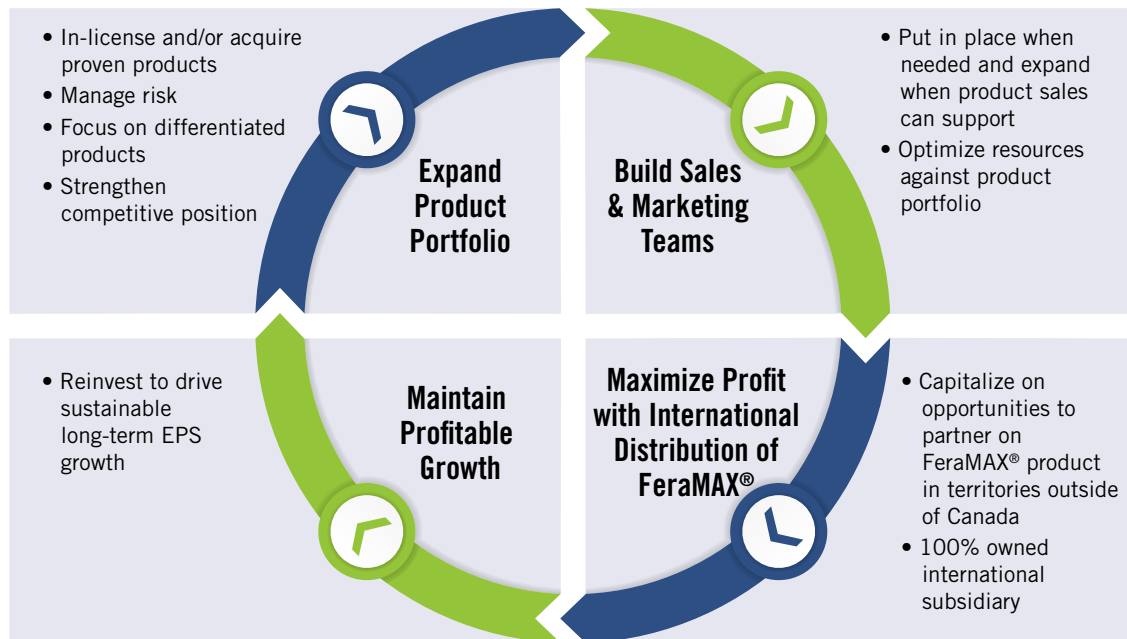 • In-license and/or acquire
proven products
• Manage risk
• Focus on differentiated
products
• Strengthen
competitive position
Expand
Product
Portfolio
Build Sales
& Marketing
Teams
• Put in place when
needed and expand
when product sales
can support
• Optimize resources
against product
portfolio
• Reinvest to drive
sustainable
long-term EPS
growth
Maintain
Profitable
Growth
Maximize Profit
with International
Distribution of
FeraMAX®
• Capitalize on
opportunities to
partner on
FeraMAX® product
in territories outside
of Canada
• 100% owned
international
subsidiary